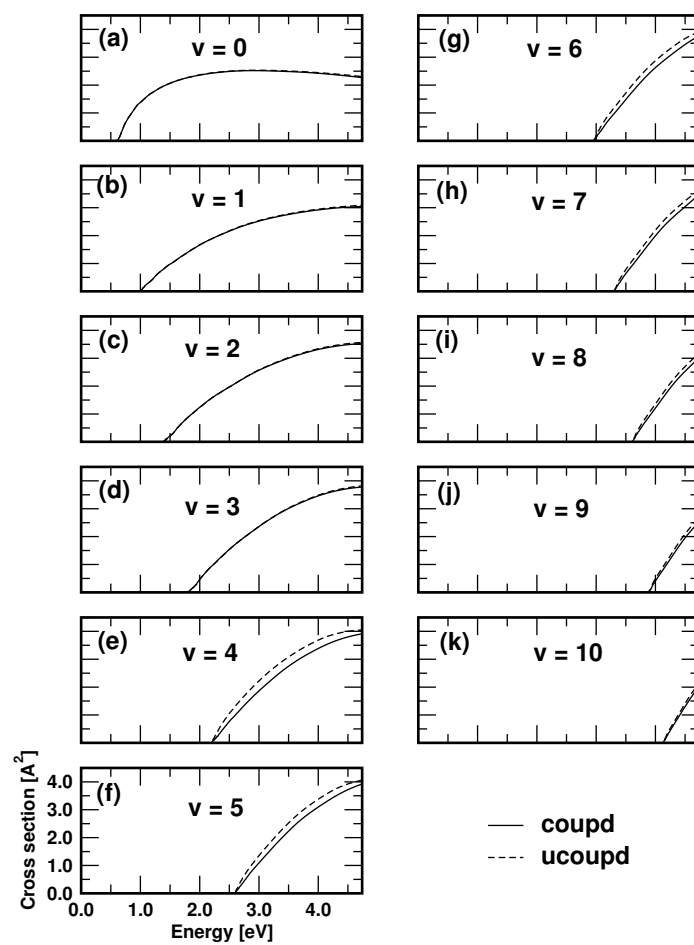 (a) v = 0
(g) v = 6
(b) v = 1
(h) v = 7
(c) v = 2
(i) v = 8
(d) v = 3
(j) v = 9
(e) v = 4
(k) v = 10
(f) v = 5
Cross section [A²]
4.0
3.0
2.0
1.0
0.0
0.0 1.0 2.0 3.0 4.0
Energy [eV]
coupd
ucoupd